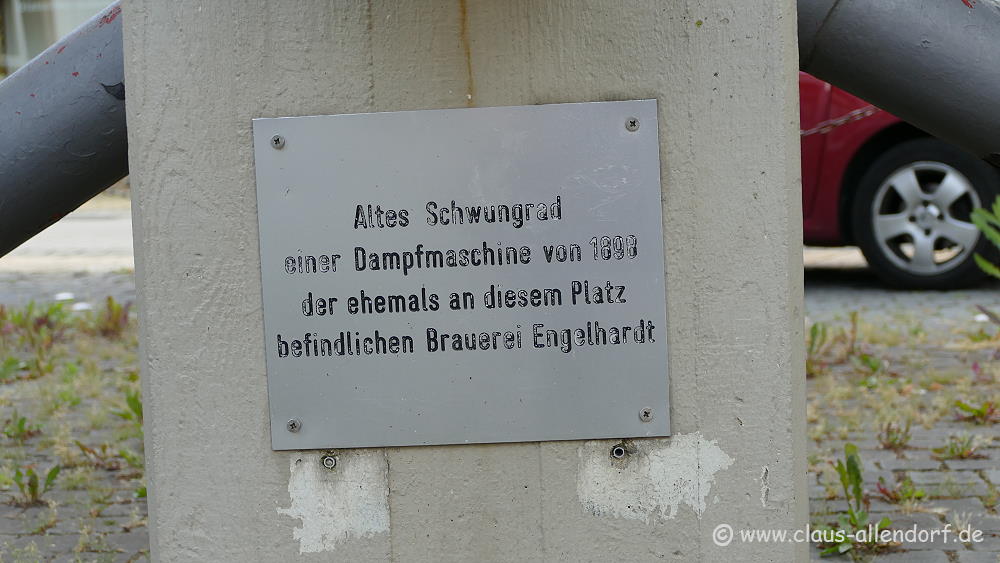 Altes Schwungrad
einer Dampfmaschine von 1898
der ehemals an diesem Platz
befindlichen Brauerei Engelhardt
© www.claus-allendorf.de